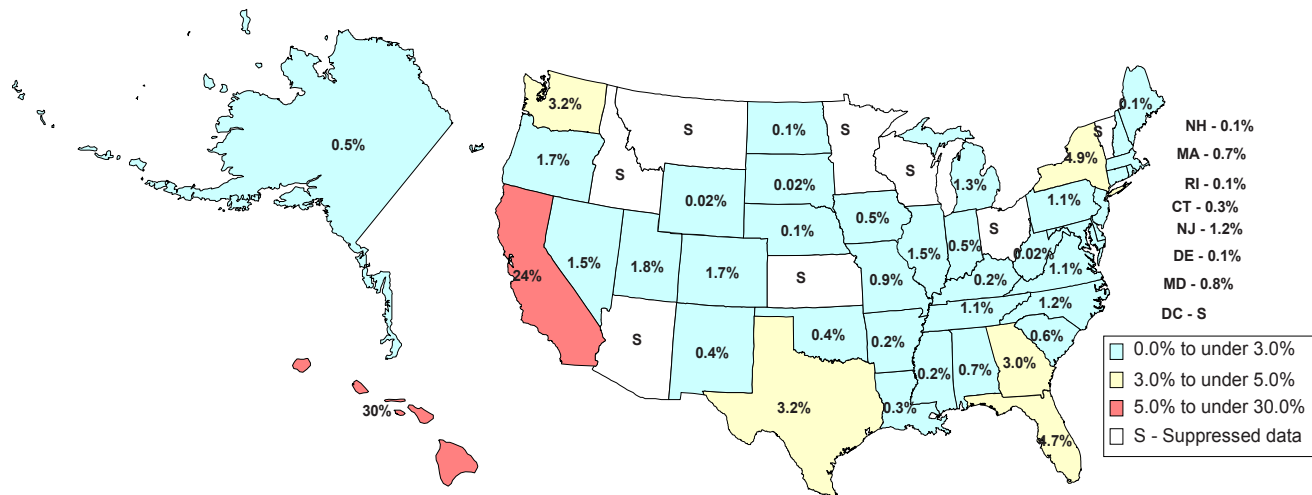 0.5%
30%
3.2%
1.7%
24%
1.5%
S
S
0.02%
1.8%
1.7%
S
0.4%
0.1%
0.02%
0.1%
S
0.4%
3.2%
S
0.5%
0.9%
0.2%
0.3%
S
1.5%
1.3%
0.5%
S
0.2%
1.1%
0.2%
0.7%
3.0%
4.7%
0.6%
1.2%
1.1%
0.02%
1.1%
4.9%
S
0.1%
NH - 0.1%
MA - 0.7%
RI - 0.1%
CT - 0.3%
NJ - 1.2%
DE - 0.1%
MD - 0.8%
DC - S
0.0% to under 3.0%
3.0% to under 5.0%
5.0% to under 30.0%
S - Suppressed data